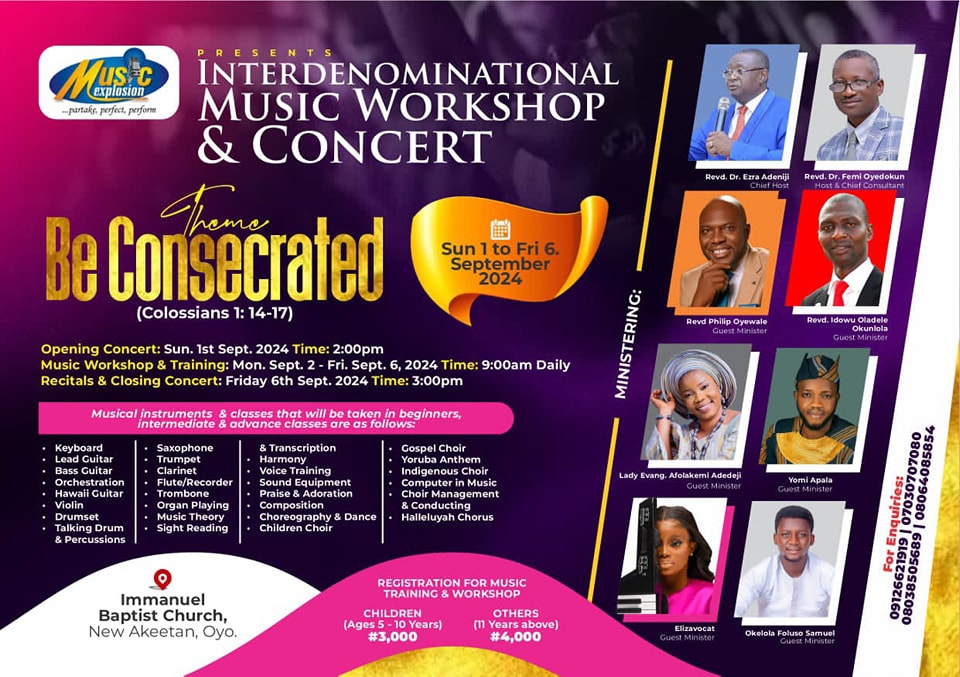 Music
explosion
...partake, perfect, perform
PRESENTS
INTERDENOMINATIONAL
MUSIC WORKSHOP
& CONCERT
Theme
Be Consecrated
(Colossians 1: 14-17)
Sun 1 to Fri 6.
September
2024
Opening Concert: Sun. 1st Sept. 2024 Time: 2:00pm
Music Workshop & Training: Mon. Sept. 2 - Fri. Sept. 6, 2024 Time: 9:00am Daily
Recitals & Closing Concert: Friday 6th Sept. 2024 Time: 3:00pm
Musical instruments & classes that will be taken in beginners,
intermediate & advance classes are as follows:
• Keyboard
• Lead Guitar
• Bass Guitar
• Orchestration
• Hawaii Guitar
• Violin
• Drumset
• Talking Drum
& Percussions
• Saxophone
• Trumpet
• Clarinet
• Flute/Recorder
• Trombone
• Organ Playing
• Music Theory
• Sight Reading
& Transcription
• Harmony
• Voice Training
• Sound Equipment
• Praise & Adoration
• Composition
• Choreography & Dance
• Children Choir
• Gospel Choir
• Yoruba Anthem
• Indigenous Choir
• Computer in Music
• Choir Management
& Conducting
• Halleluyah Chorus
Immanuel
Baptist Church,
New Akeetan, Oyo.
REGISTRATION FOR MUSIC
TRAINING & WORKSHOP
CHILDREN
(Ages 5 - 10 Years)
#3,000
OTHERS
(11 Years above)
#4,000
MINISTERING:
Revd. Dr. Ezra Adeniji
Chief Host
Revd. Dr. Femi Oyedokun
Host & Chief Consultant
Revd Philip Oyewale
Guest Minister
Revd. Idowu Oladele
Okunlola
Guest Minister
Lady Evang. Afolakemi Adedeji
Guest Minister
Yomi Apala
Guest Minister
Elizavocat
Guest Minister
Okelola Foluso Samuel
Guest Minister
For Enquiries:
09126621919 | 07030707080
08038505689 | 08064085854